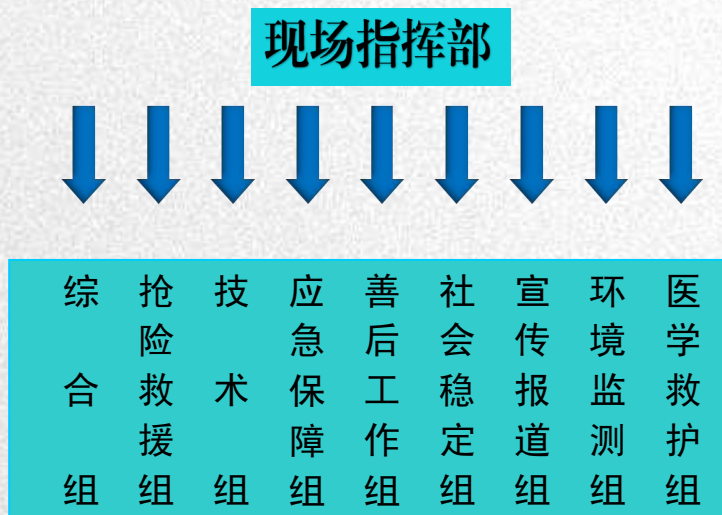 现场指挥部
综合组
抢险救援组
技术组
应急保障组
善后工作组
社会稳定组
宣传报道组
环境监测组
医学救护组